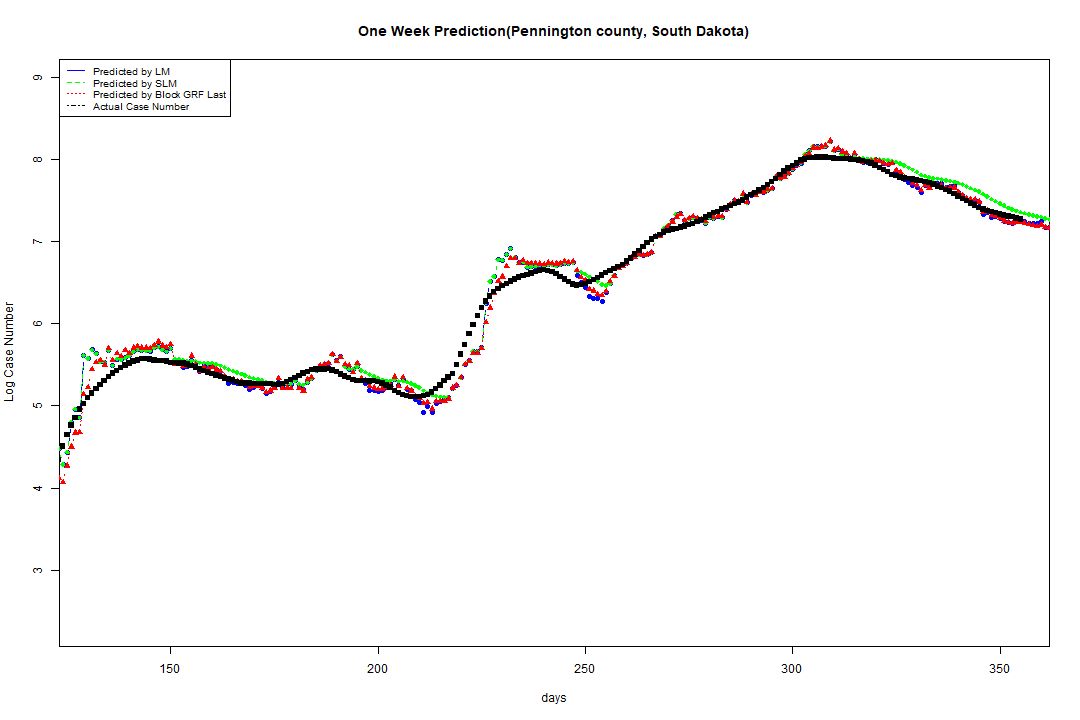 One Week Prediction(Pennington county, South Dakota)
Predicted by LM
Predicted by SLM
Predicted by Block GRF Last
Actual Case Number
9
8
7
6
5
4
3
Log Case Number
150
200
250
300
350
days